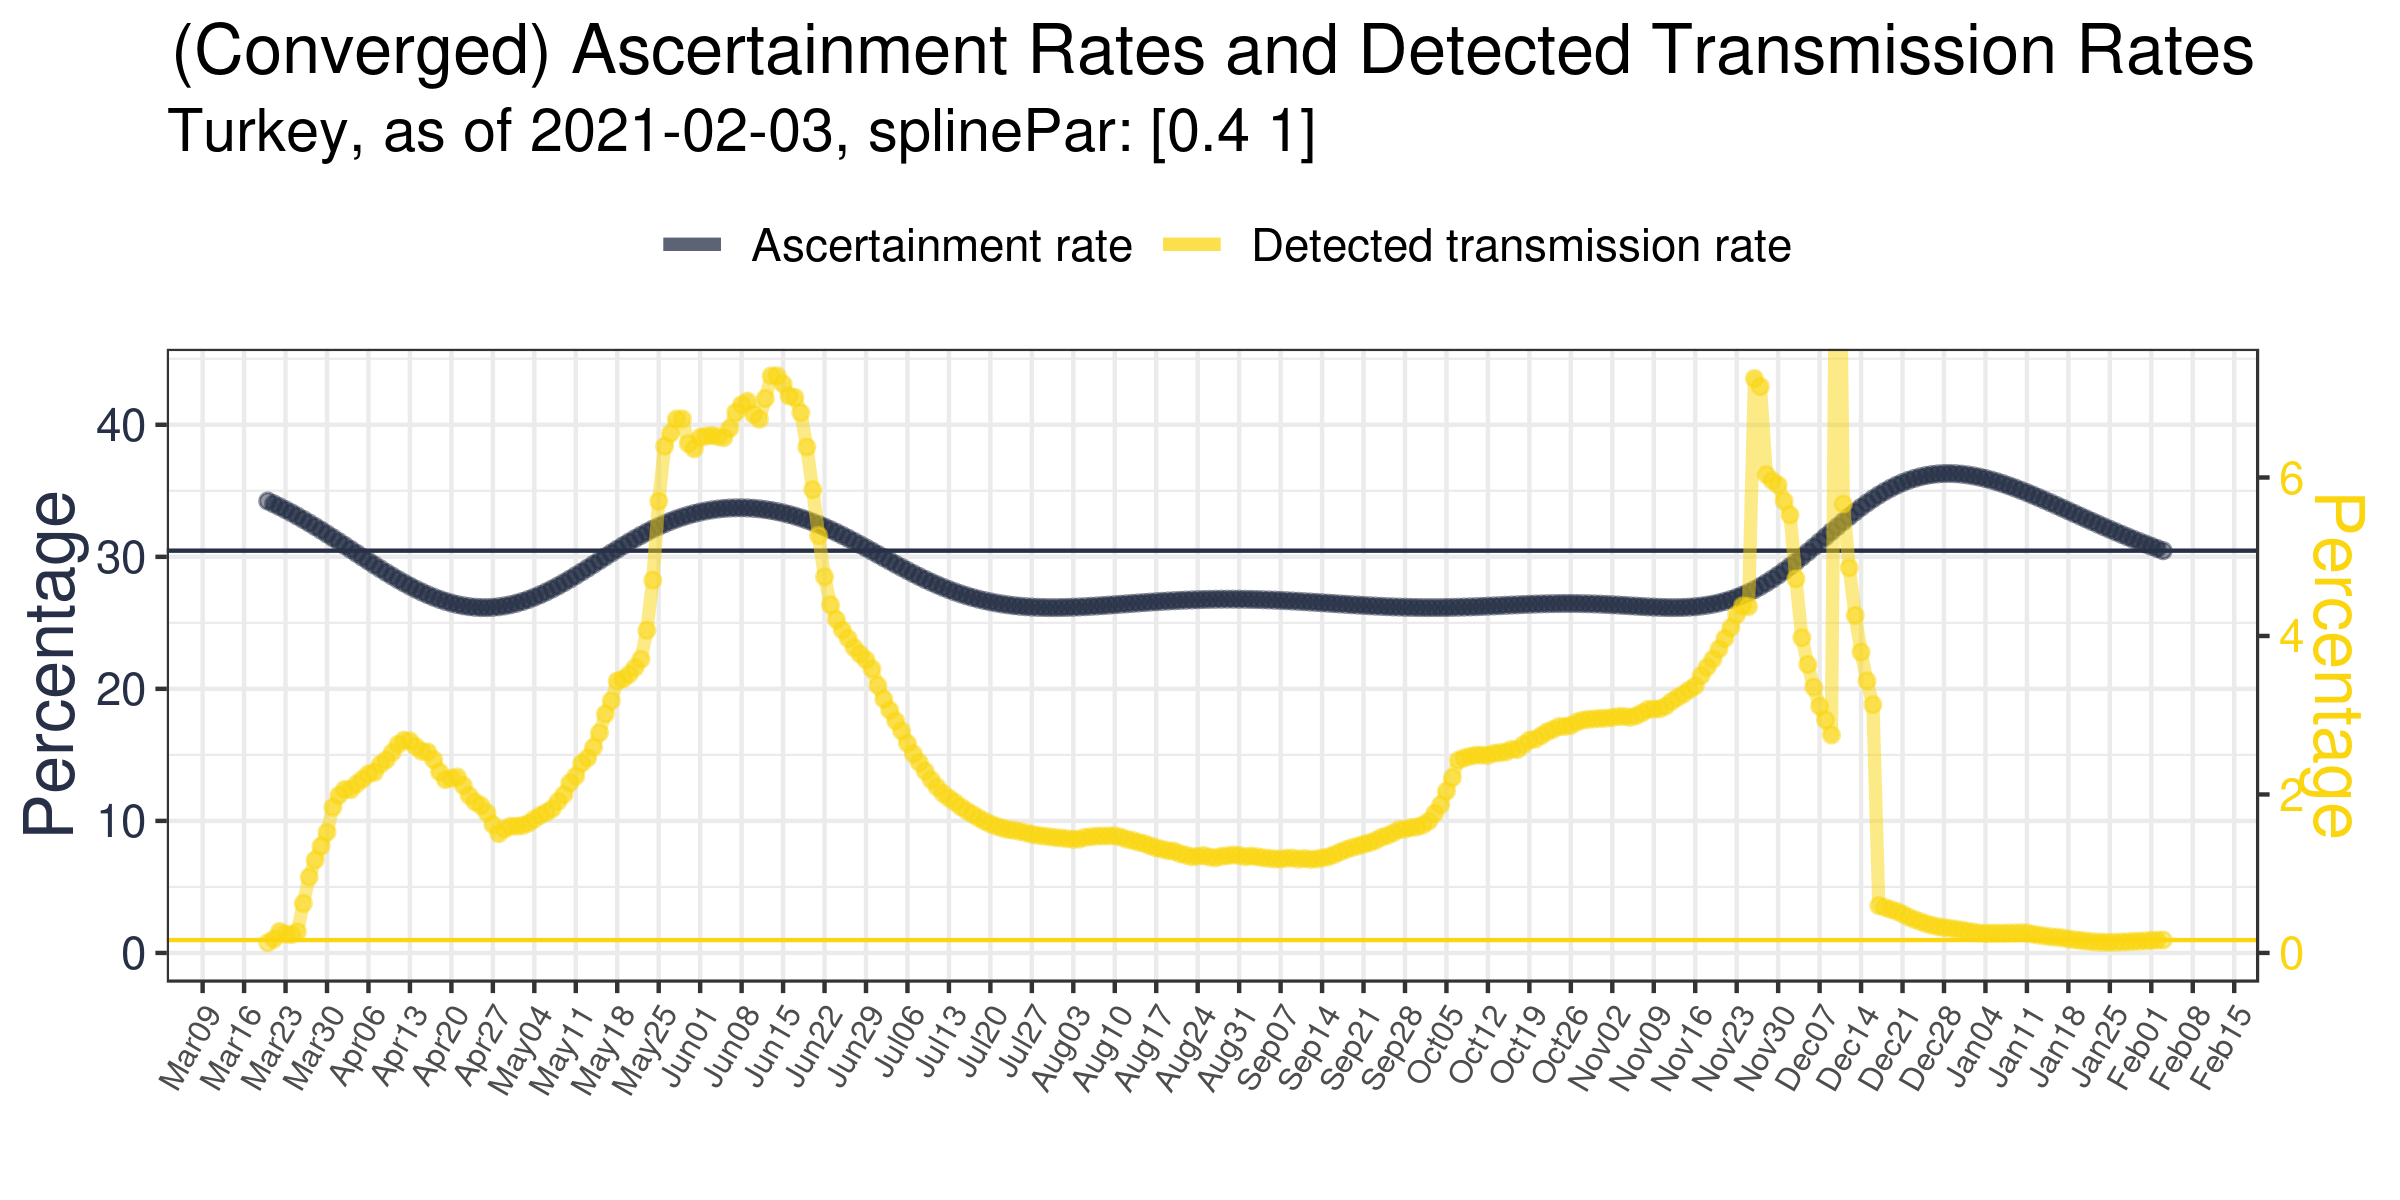 (Converged) Ascertainment Rates and Detected Transmission Rates
Turkey, as of 2021-02-03, splinePar: [0.4 1]
Ascertainment rate
Detected transmission rate
Percentage
40
30
20
10
0
6
4
2
0
Percentage
Mar09
Mar16
Mar23
Mar30
Apr06
Apr13
Apr20
Apr27
May04
May11
May18
May25
Jun01
Jun08
Jun15
Jun22
Jun29
Jul06
Jul13
Jul20
Jul27
Aug03
Aug10
Aug17
Aug24
Aug31
Sep07
Sep14
Sep21
Sep28
Oct05
Oct12
Oct19
Oct26
Nov02
Nov09
Nov16
Nov23
Nov30
Dec07
Dec14
Dec21
Dec28
Jan04
Jan11
Jan18
Jan25
Feb01
Feb08
Feb15